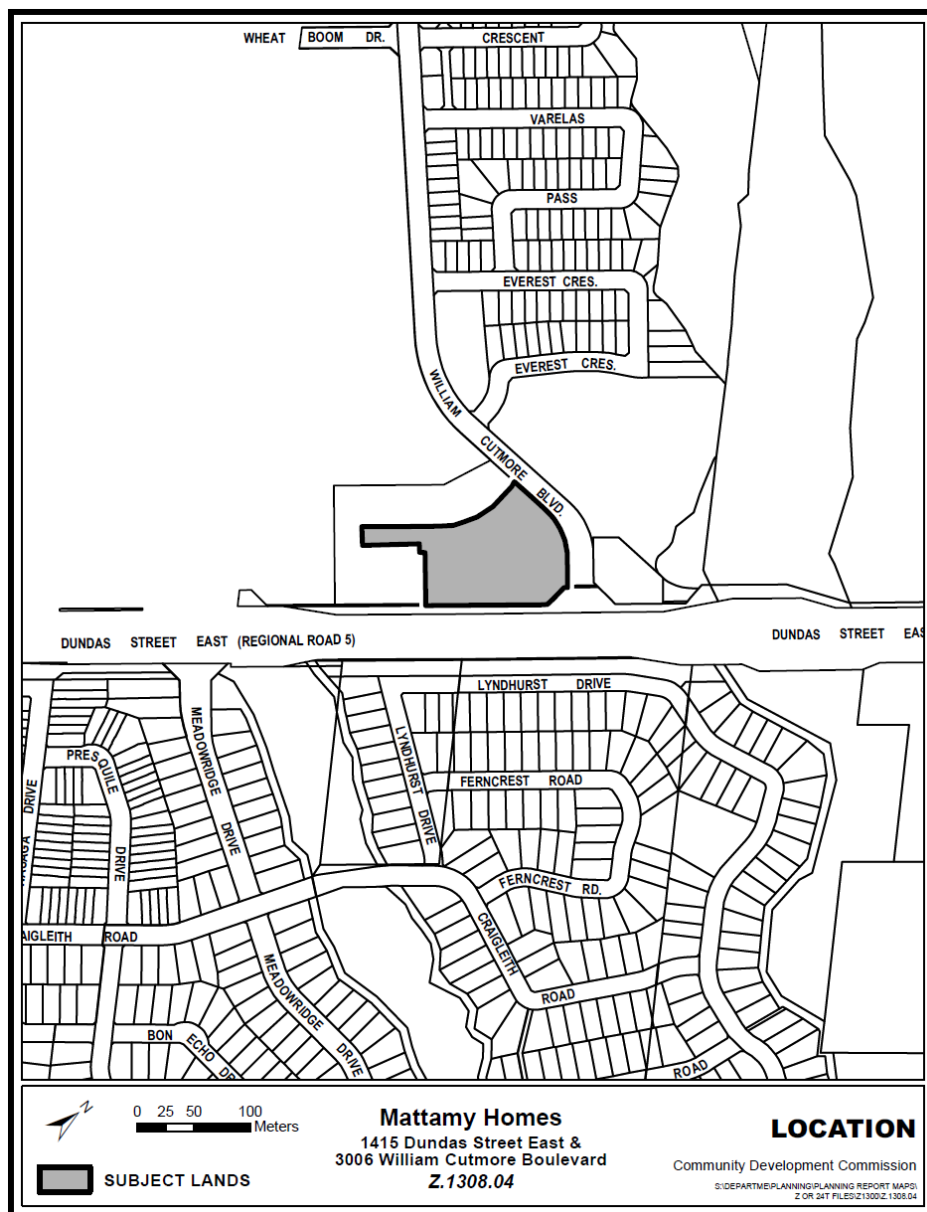 WHEAT BOOM DR.
CRESCENT
VARELAS
PASS
EVEREST CRES.
EVEREST CRES.
WILLIAM CUTMORE BLVD.
DUNDAS STREET EAST (REGIONAL ROAD 5)
DUNDAS STREET EAS
LYNDHURST DRIVE
MEADOWRIDGE DRIVE
LYNDHURST DRIVE
PRESQUILE DRIVE
DRIVE
FERNCREST ROAD
FERNCREST RD.
CRAIGLEITH ROAD
AIGLEITH ROAD
MEADOWRIDGE DRIVE
BON ECHO DR
ROAD
N
0 25 50 100
Meters
SUBJECT LANDS
Mattamy Homes
1415 Dundas Street East &
3006 William Cutmore Boulevard
Z.1308.04
LOCATION
Community Development Commission
S:\DEPARTME\PLANNING\PLANNING REPORT MAPS\
Z OR 24T FILES\Z1300\Z.1308.04